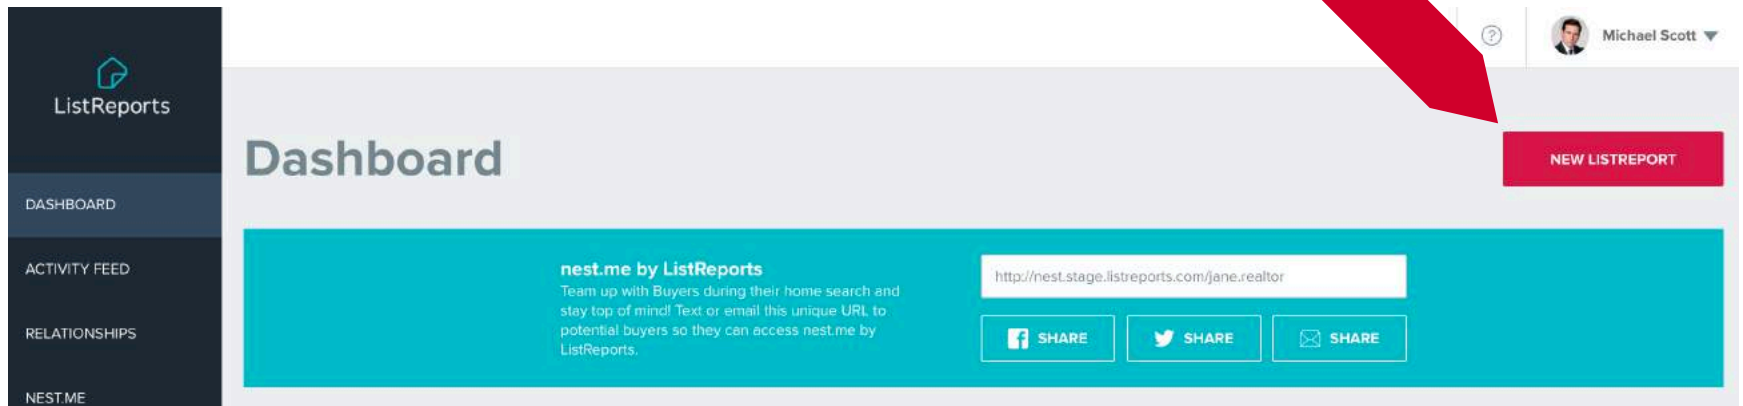 ListReports
DASHBOARD
ACTIVITY FEED
RELATIONSHIPS
NEST.ME
?
Michael Scott
Dashboard
NEW LISTREPORT
nest.me by ListReports
Team up with Buyers during their home search and
stay top of mind! Text or email this unique URL to
potential buyers so they can access nest.me by
ListReports.
http://nest.stage.listreports.com/jane.realtor
SHARE
SHARE
SHARE